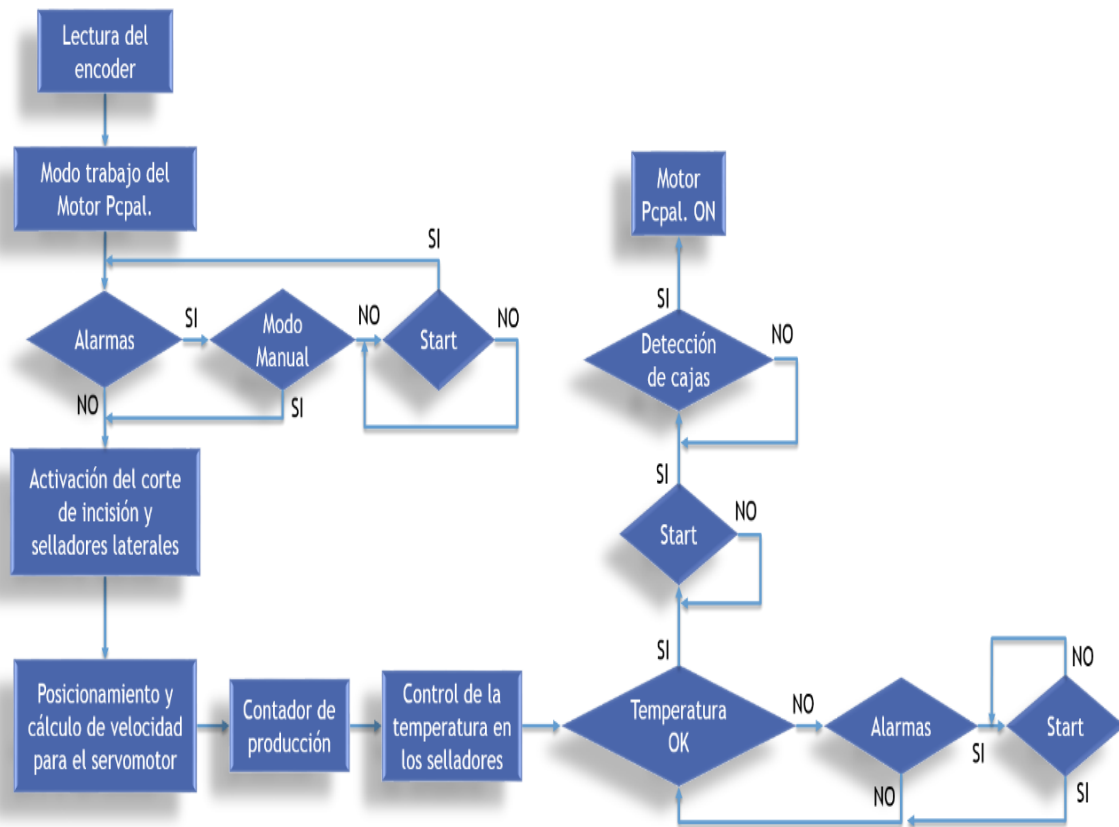 Lectura del
encoder
Modo trabajo del
Motor Pcpal.
SI
Alarmas
SI
Modo
Manual
NO
Start
NO
NO
SI
Activación del corte
de incisión y
selladores laterales
Posicionamiento y
cálculo de velocidad
para el servomotor
Contador de
producción
Control de la
temperatura en
los selladores
Temperatura
OK
NO
Alarmas
SI
Start
NO
NO
SI
SI
Start
NO
SI
Detección
de cajas
NO
SI
Motor
Pcpal. ON